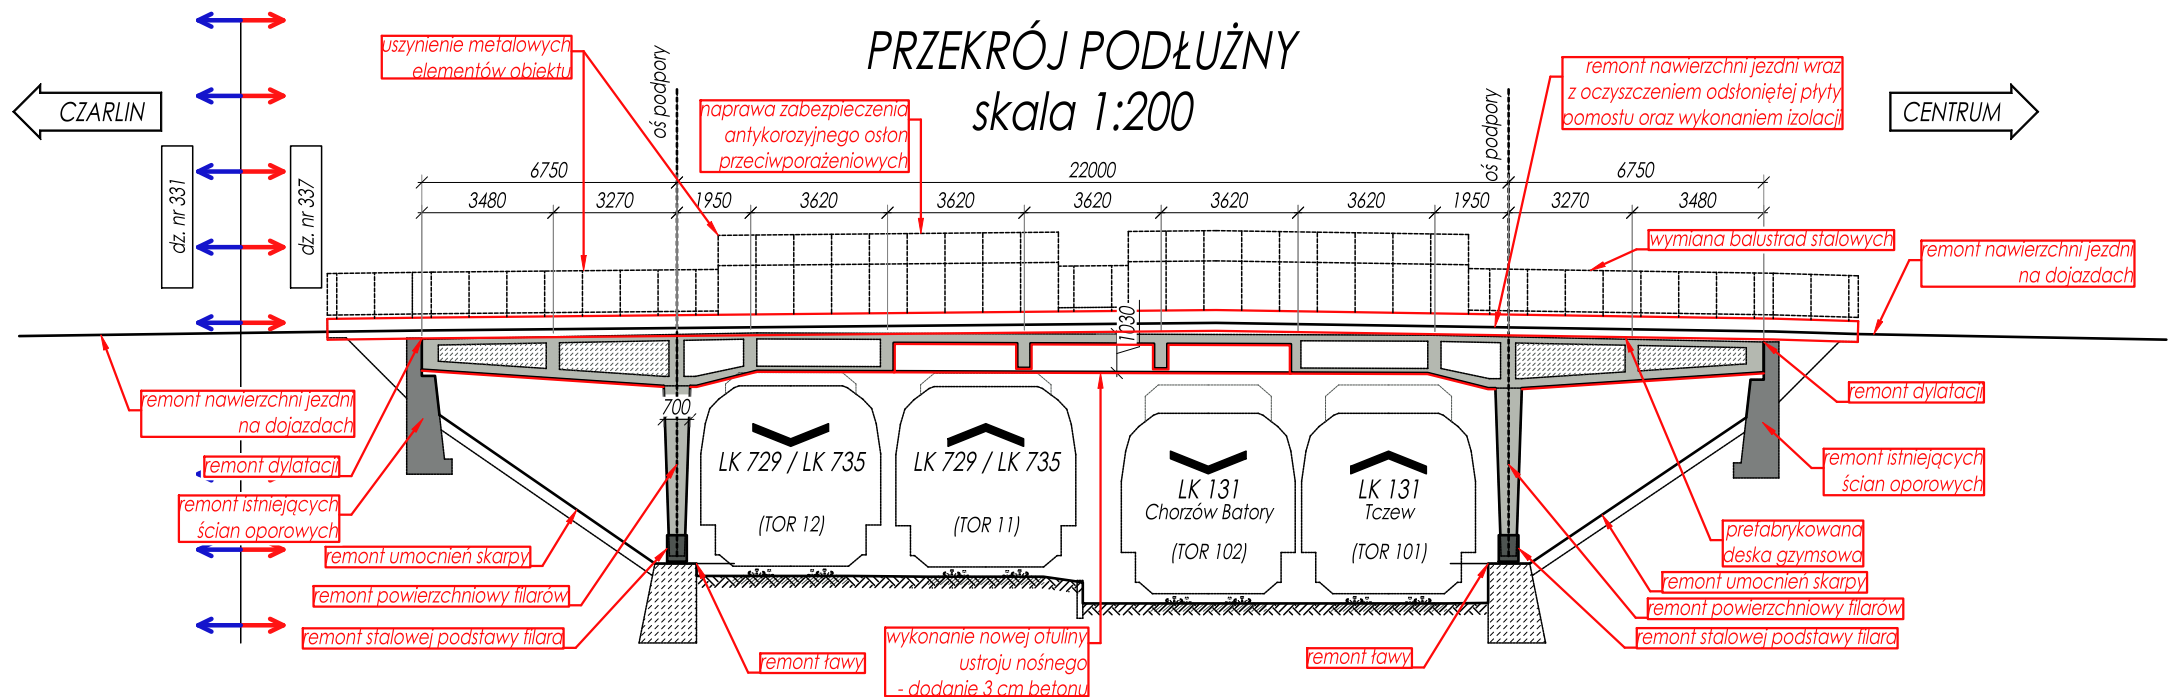 PRZEKRÓJ PODŁUŻNY
skala 1:200
CZARLIN
CENTRUM
dz. nr 331
dz. nr 337
uszynienie metalowych
elementów obiektu
oś podpory
naprawa zabezpieczenia
antykorozyjnego osłon
przeciwporażeniowych
oś podpory
remont nawierzchni jezdni wraz
z oczyszczeniem odsłoniętej płyty
pomostu oraz wykonaniem izolacji
6750
22000
6750
3480
3270
1950
3620
3620
3620
3620
3620
1950
3270
3480
wymiana balustrad stalowych
remont nawierzchni jezdni
na dojazdach
1030
700
remont nawierzchni jezdni
na dojazdach
remont dylatacji
remont istniejących
ścian oporowych
remont umocnień skarpy
remont powierzchniowy filarów
remont stalowej podstawy filara
remont ławy
LK 729 / LK 735
(TOR 12)
LK 729 / LK 735
(TOR 11)
LK 131
Chorzów Batory
(TOR 102)
LK 131
Tczew
(TOR 101)
wykonanie nowej otuliny
ustroju nośnego
- dodanie 3 cm betonu
remont ławy
remont dylatacji
remont istniejących
ścian oporowych
prefabrykowana
deska gzymsowa
remont umocnień skarpy
remont powierzchniowy filarów
remont stalowej podstawy filara